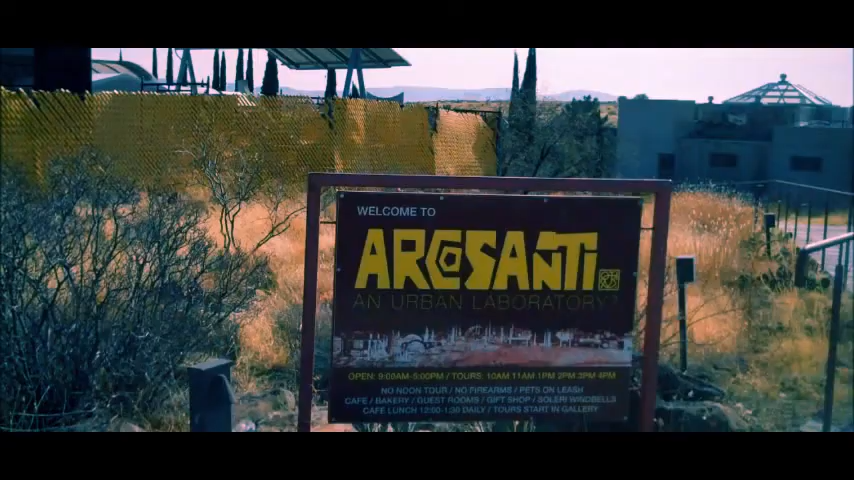 WELCOME TO
ARCOSANTI
AN URBAN LABORATORY?
OPEN: 9:00AM-5:00PM / TOURS: 10AM 11AM 1PM 2PM 3PM 4PM
NO NOON TOUR / NO FIREARMS / PETS ON LEASH
CAFE / BAKERY / GUEST ROOMS / GIFT SHOP / SOLERI WINDBELLS
CAFE LUNCH 12:00-1:30 DAILY / TOURS START IN GALLERY